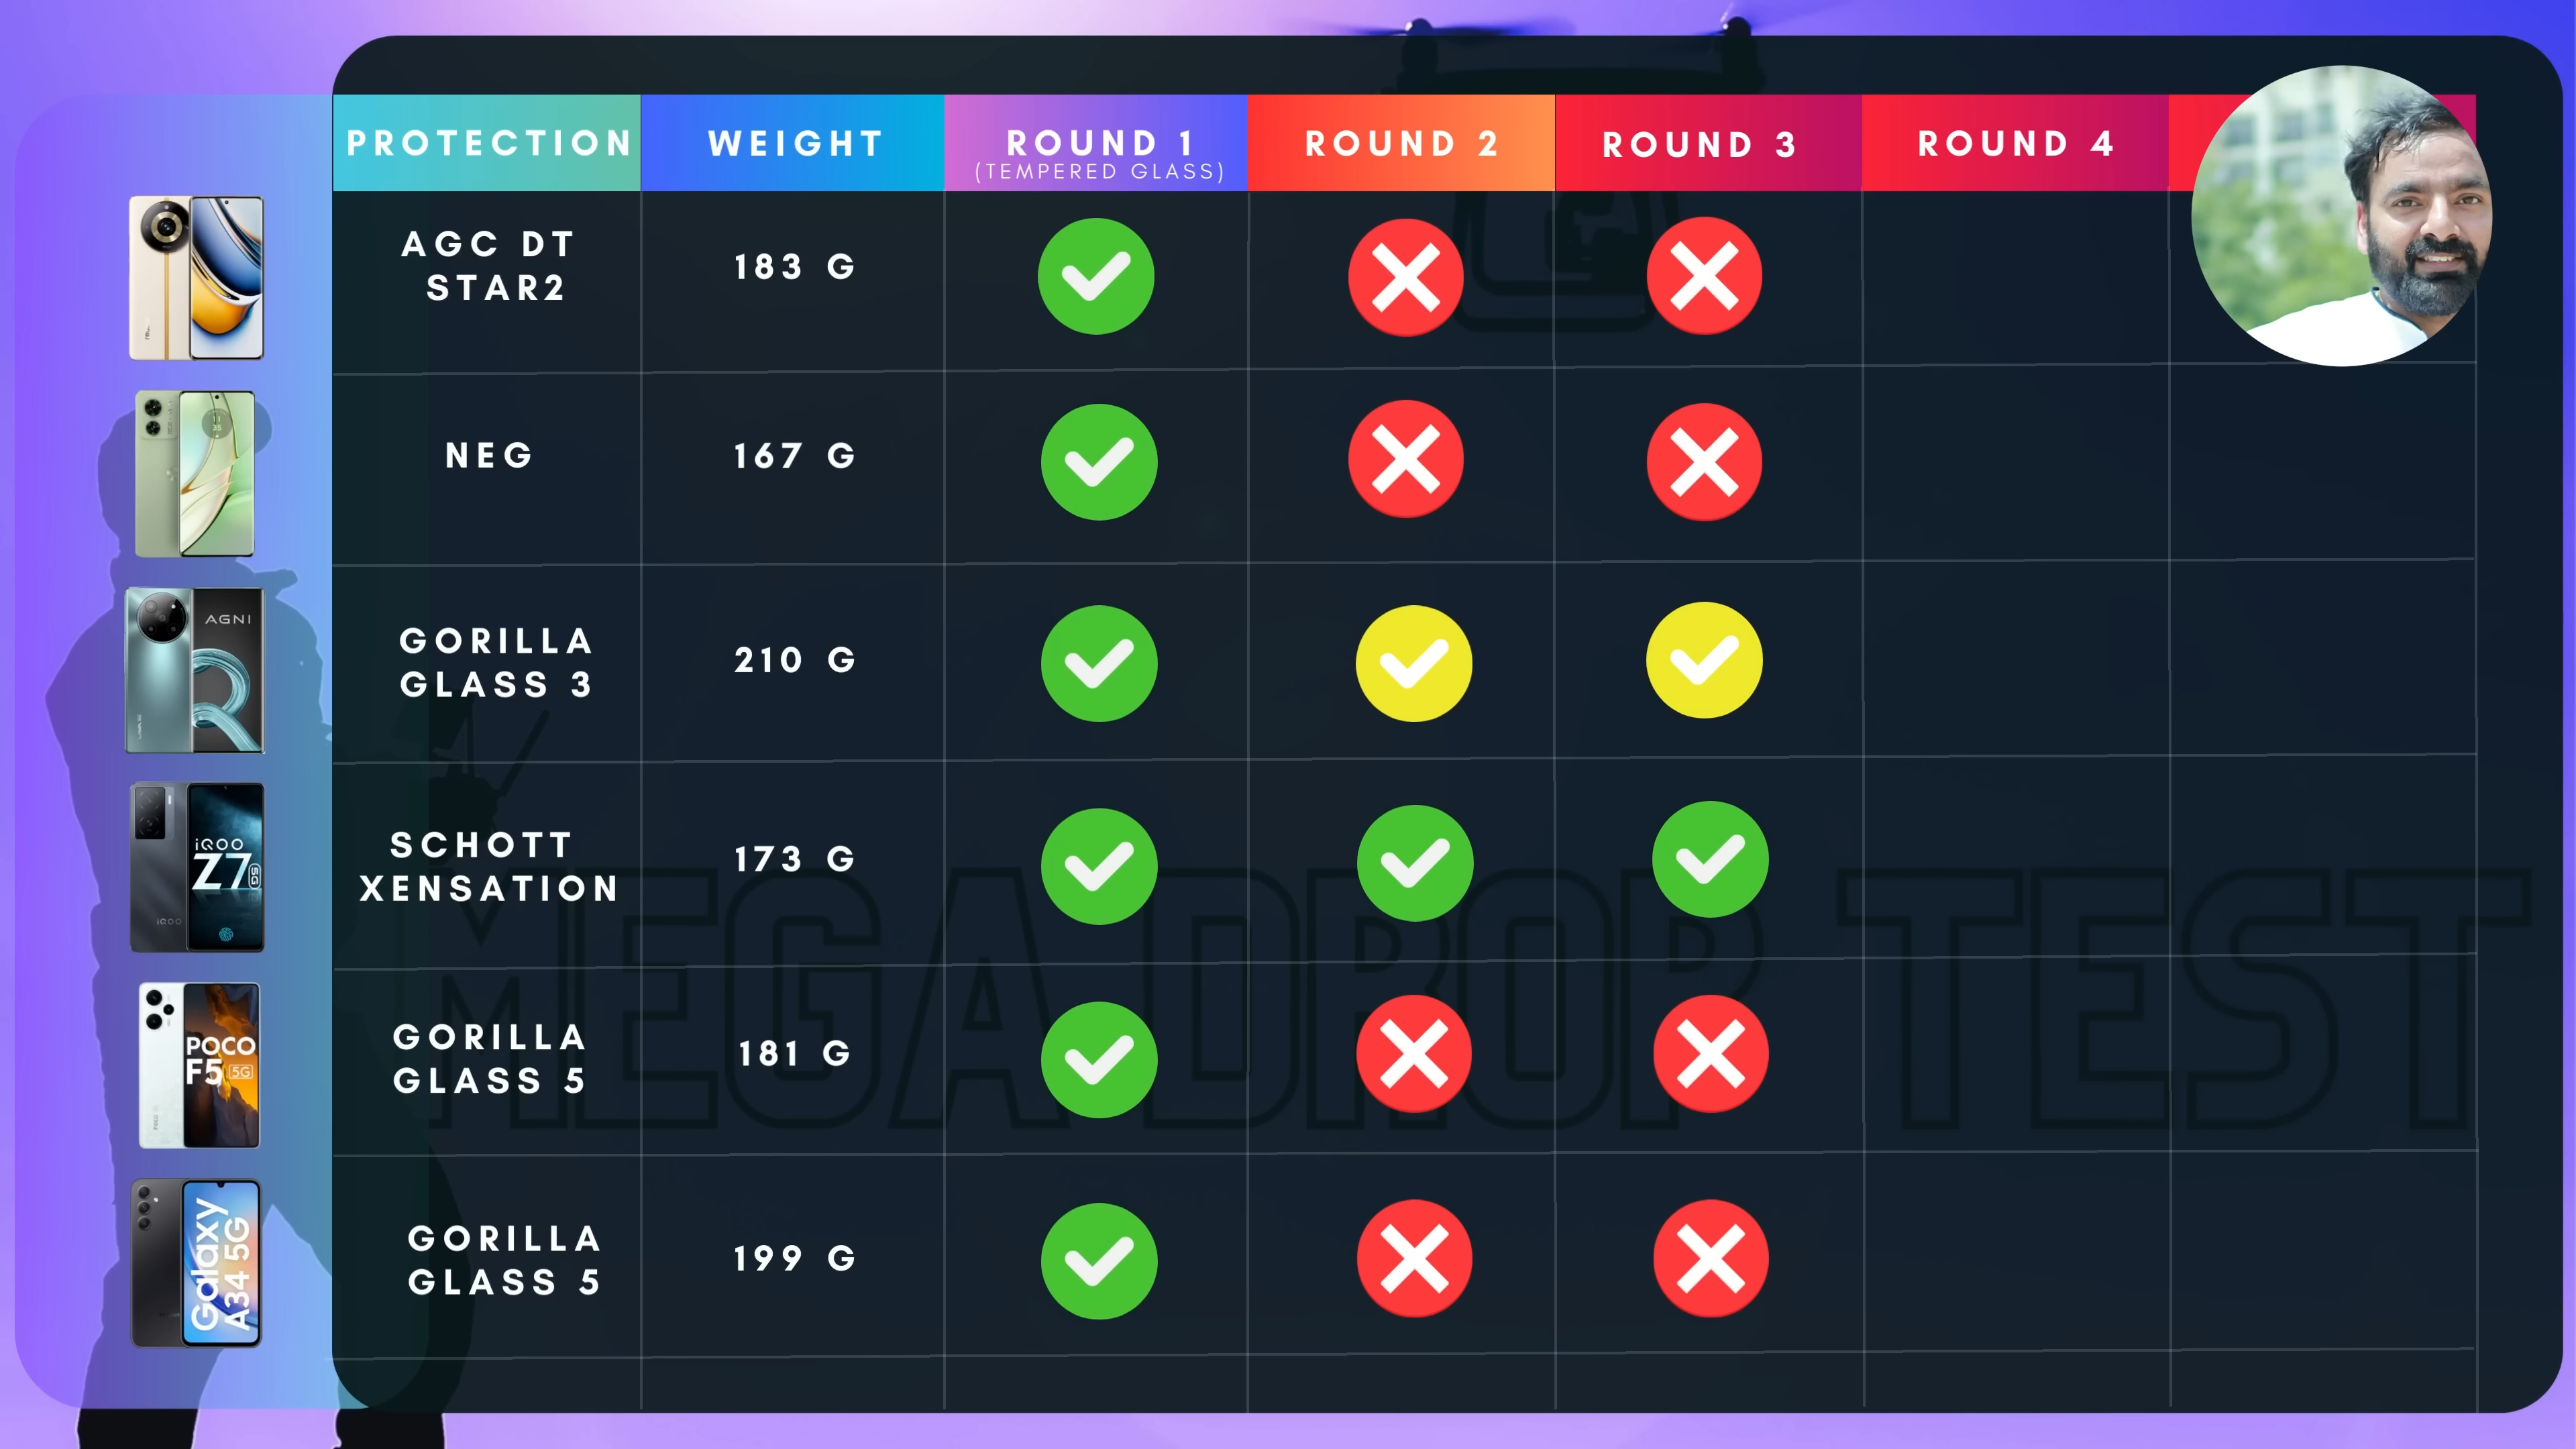 PROTECTION WEIGHT ROUND 1 ROUND 2 ROUND 3 ROUND 4
(TEMPERED GLASS)
AGC DT
STAR2
183 G
NEG
167 G
AGNI
GORILLA
GLASS 3
210 G
iQOO
Z7 5G
iQOO
SCHOTT
XENSATION
173 G
POCO
F5 5G
GORILLA
GLASS 5
181 G
Galaxy
A34 5G
GORILLA
GLASS 5
199 G
MEGA DROP TEST